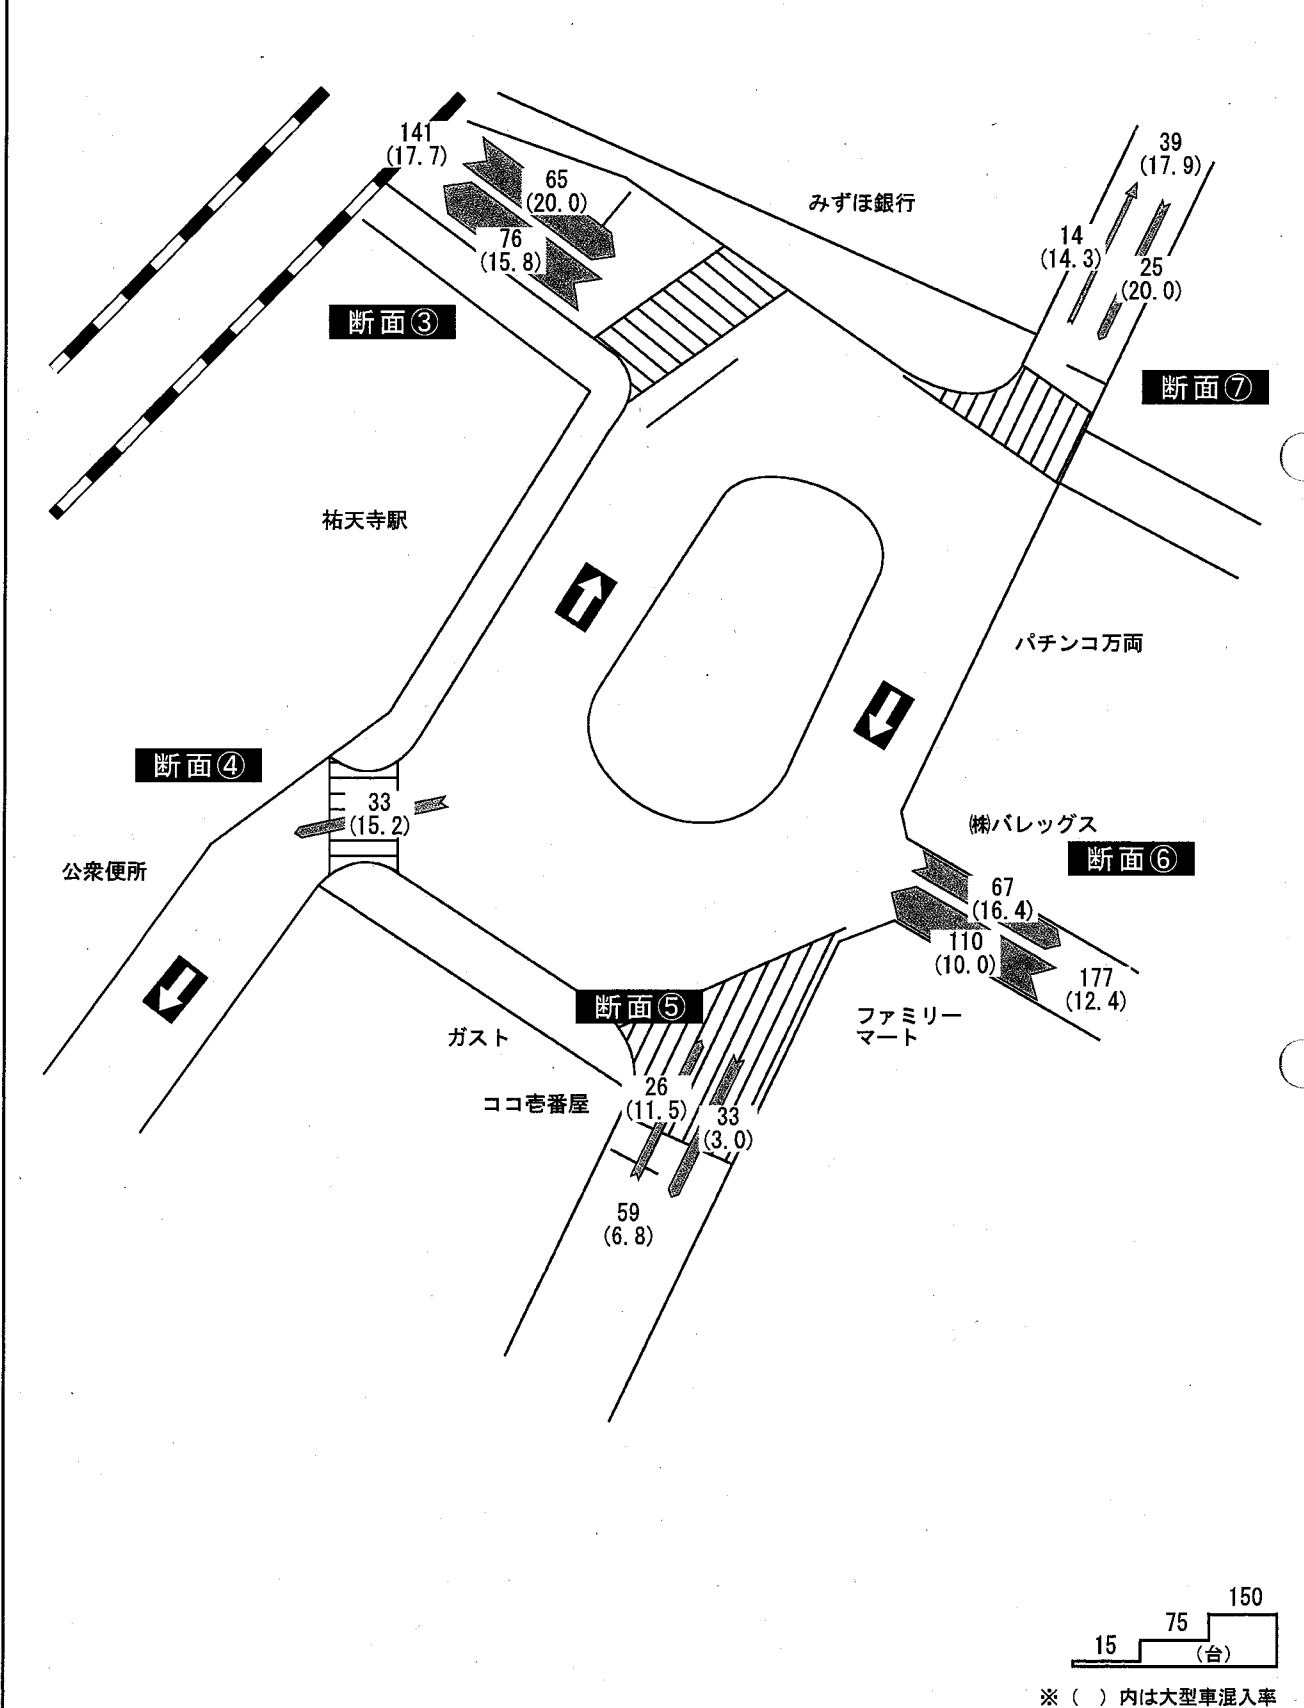 141
(17.7)
65
(20.0)
76
(15.8)
断面③
みずほ銀行
39
(17.9)
14
(14.3)
25
(20.0)
断面⑦
祐天寺駅
パチンコ万両
断面④
33
(15.2)
公衆便所
㈱バレッグス
断面⑥
67
(16.4)
110
(10.0)
177
(12.4)
断面⑤
ガスト
ファミリー
マート
ココ壱番屋
26
(11.5)
33
(3.0)
59
(6.8)
150
75
15
(台)
※（　）内は大型車混入率